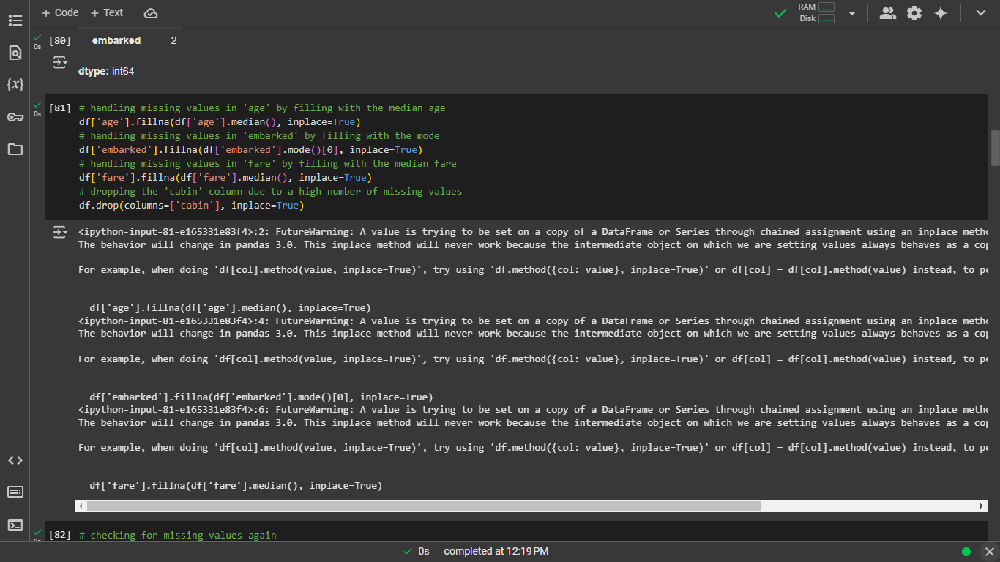 + Code + Text
RAM
Disk
0s
[80] embarked 2
dtype: int64
0s
[81] # handling missing values in 'age' by filling with the median age
df['age'].fillna(df['age'].median(), inplace=True)
# handling missing values in 'embarked' by filling with the mode
df['embarked'].fillna(df['embarked'].mode()[0], inplace=True)
# handling missing values in 'fare' by filling with the median fare
df['fare'].fillna(df['fare'].median(), inplace=True)
# dropping the 'cabin' column due to a high number of missing values
df.drop(columns=['cabin'], inplace=True)
<ipython-input-81-e165331e83f4>:2: FutureWarning: A value is trying to be set on a copy of a DataFrame or Series through chained assignment using an inplace
The behavior will change in pandas 3.0. This inplace method will never work because the intermediate object on which we are setting values always behaves as a
For example, when doing 'df[col].method(value, inplace=True)', try using 'df.method({col: value}, inplace=True)' or df[col] = df[col].method(value) instead, to
df['age'].fillna(df['age'].median(), inplace=True)
<ipython-input-81-e165331e83f4>:4: FutureWarning: A value is trying to be set on a copy of a DataFrame or Series through chained assignment using an inplace
The behavior will change in pandas 3.0. This inplace method will never work because the intermediate object on which we are setting values always behaves as a
For example, when doing 'df[col].method(value, inplace=True)', try using 'df.method({col: value}, inplace=True)' or df[col] = df[col].method(value) instead, to
df['embarked'].fillna(df['embarked'].mode()[0], inplace=True)
<ipython-input-81-e165331e83f4>:6: FutureWarning: A value is trying to be set on a copy of a DataFrame or Series through chained assignment using an inplace
The behavior will change in pandas 3.0. This inplace method will never work because the intermediate object on which we are setting values always behaves as a
For example, when doing 'df[col].method(value, inplace=True)', try using 'df.method({col: value}, inplace=True)' or df[col] = df[col].method(value) instead, to
df['fare'].fillna(df['fare'].median(), inplace=True)
[82] # checking for missing values again
0s completed at 12:19 PM